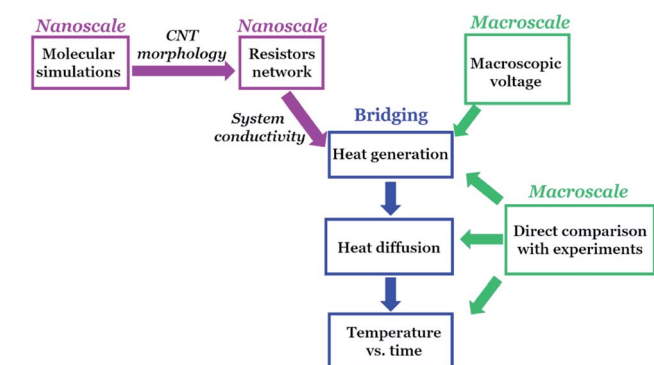 Nanoscale
Molecular
simulations
CNT
morphology
Nanoscale
Resistors
network
System
conductivity
Macroscale
Macroscopic
voltage
Bridging
Heat generation
Heat diffusion
Temperature
vs. time
Macroscale
Direct comparison
with experiments